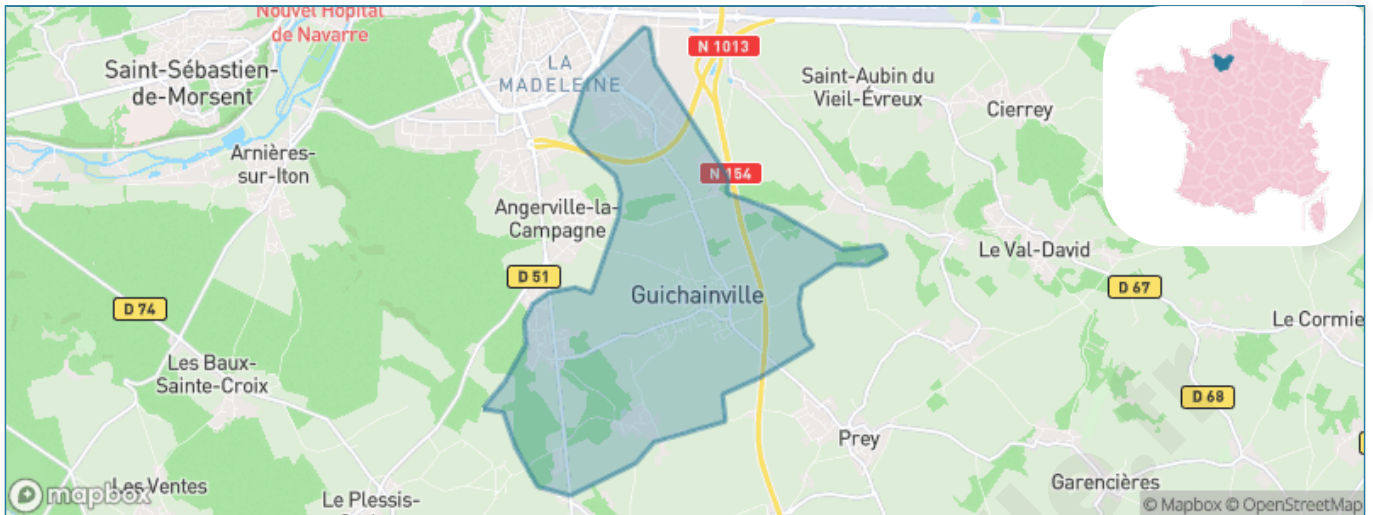 Nouvel Hôpital
de Navarre
N 1013
LA
MADELEINE
Saint-Sébastien-
de-Morsent
Saint-Aubin du
Vieil-Évreux
Cierrey
Arnières-
sur-Iton
N 154
Angerville-la-
Campagne
Le Val-David
D 51
D 67
Guichainville
D 74
Le Cormie
Les Baux-
Sainte-Croix
D 68
Prey
Les Ventes
Garencières
Le Plessis-
mapbox
© Mapbox © OpenStreetMap